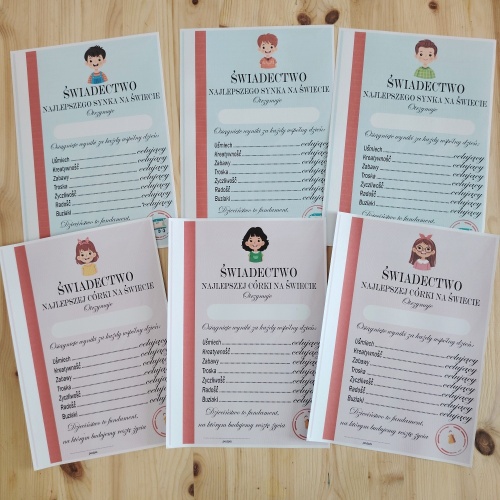 ŚWIADECTWO
NAJLEPSZEGO SYNKA NA ŚWIECIE
Otrzymuje
Osiągnięte wyniki za każdy wspólny dzień:
Uśmiech celujący
Kreatywność celujący
Zabawy celujący
Troska celujący
Życzliwość celujący
Radość celujący
Buziaki celujący
Dzieciństwo to fundament,
ŚWIADECTWO
NAJLEPSZEGO SYNKA NA ŚWIECIE
Otrzymuje
Osiągnięte wyniki za każdy wspólny dzień:
Uśmiech celujący
Kreatywność celujący
Zabawy celujący
Troska celujący
Życzliwość celujący
Radość celujący
Buziaki celujący
Dzieciństwo to fundament,
ŚWIADECTWO
NAJLEPSZEGO SYNKA NA ŚWIECIE
Otrzymuje
Osiągnięte wyniki za każdy wspólny dzień:
Uśmiech celujący
Kreatywność celujący
Zabawy celujący
Troska celujący
Życzliwość celujący
Radość celujący
Buziaki celujący
Dzieciństwo to fundament,
ŚWIADECTWO
NAJLEPSZEJ CÓRKI NA ŚWIECIE
Otrzymuje
Osiągnięte wyniki za każdy wspólny dzień:
Uśmiech celujący
Kreatywność celujący
Zabawy celujący
Troska celujący
Życzliwość celujący
Radość celujący
Buziaki celujący
Dzieciństwo to fundament,
na którym budujemy resztę życia
podpis
ŚWIADECTWO
NAJLEPSZEJ CÓRKI NA ŚWIECIE
Otrzymuje
Osiągnięte wyniki za każdy wspólny dzień:
Uśmiech celujący
Kreatywność celujący
Zabawy celujący
Troska celujący
Życzliwość celujący
Radość celujący
Buziaki celujący
Dzieciństwo to fundament,
na którym budujemy resztę życia
podpis
ŚWIADECTWO
NAJLEPSZEJ CÓRKI NA ŚWIECIE
Otrzymuje
Osiągnięte wyniki za każdy wspólny dzień:
Uśmiech celujący
Kreatywność celujący
Zabawy celujący
Troska celujący
Życzliwość celujący
Radość celujący
Buziaki celujący
Dzieciństwo to fundament,
na którym budujemy resztę życia
podpis